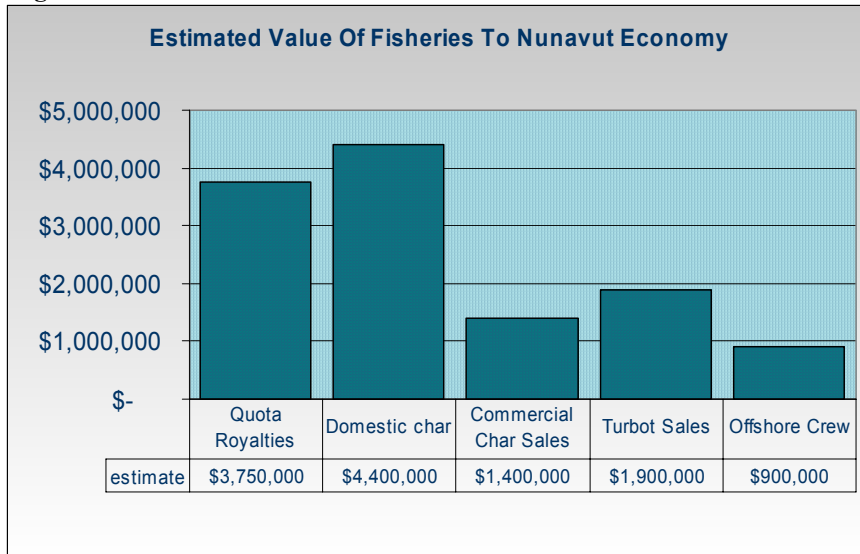 Estimated Value Of Fisheries To Nunavut Economy
$5,000,000
$4,000,000
$3,000,000
$2,000,000
$1,000,000
$-
Quota
Royalties
Domestic char
Commercial
Char Sales
Turbot Sales
Offshore Crew
estimate $3,750,000 $4,400,000 $1,400,000 $1,900,000 $900,000